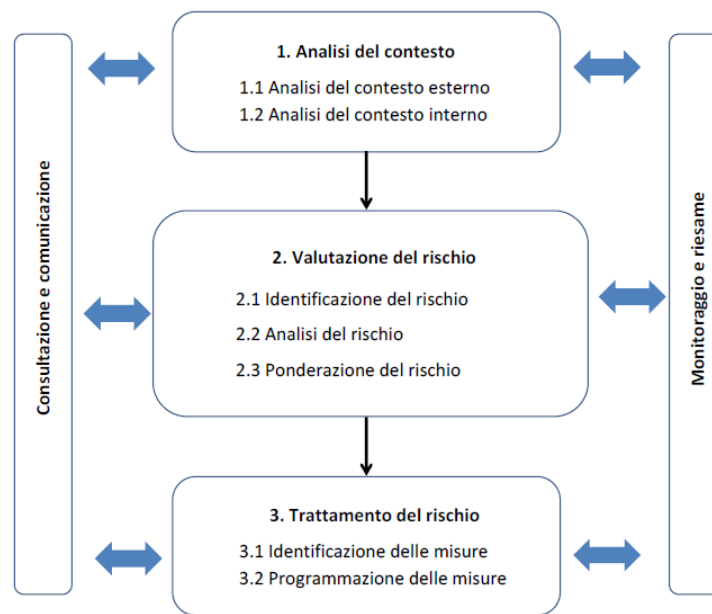 Consultazione e comunicazione
1. Analisi del contesto
1.1 Analisi del contesto esterno
1.2 Analisi del contesto interno
2. Valutazione del rischio
2.1 Identificazione del rischio
2.2 Analisi del rischio
2.3 Ponderazione del rischio
3. Trattamento del rischio
3.1 Identificazione delle misure
3.2 Programmazione delle misure
Monitoraggio e riesame